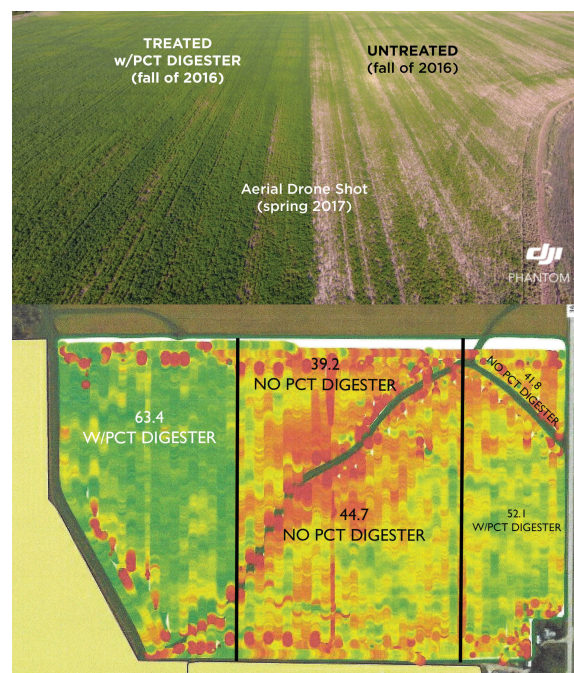 TREATED
w/PCT DIGESTER
(fall of 2016)
UNTREATED
(fall of 2016)
Aerial Drone Shot
(spring 2017)
dji
PHANTOM
39.2
NO PCT DIGESTER
41.8
NO PCT DIGESTER
63.4
W/PCT DIGESTER
44.7
NO PCT DIGESTER
52.1
W/PCT DIGESTER